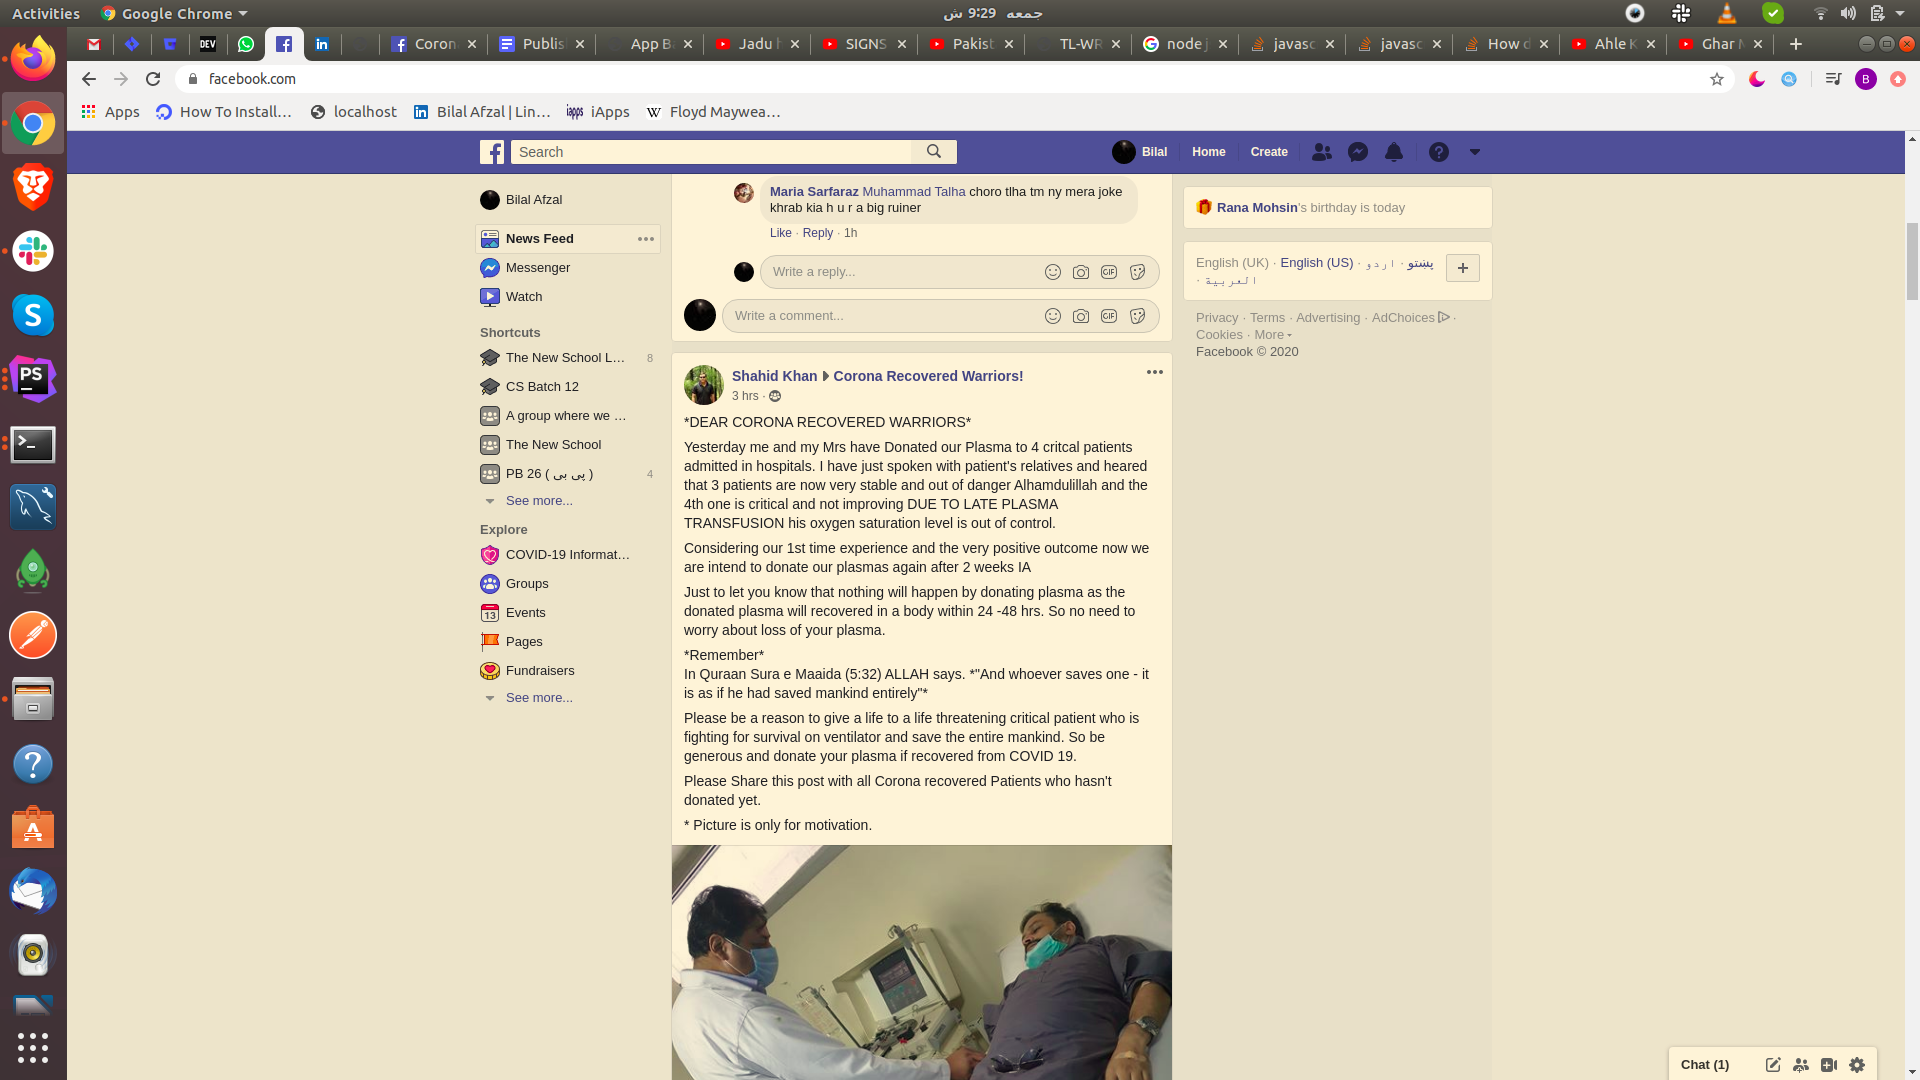 Activities
Google Chrome
جمعه 9:29 ش
Coron
Publis
App B
Jadu h
SIGNS
Pakist
TL-WR
node j
javasc
javasc
How d
Ahle K
Ghar M
facebook.com
B
Apps
How To Install…
localhost
Bilal Afzal | Lin…
iApps
Floyd Maywea…
Search
Bilal
Home
Create
Bilal Afzal
News Feed
Messenger
Watch
Shortcuts
The New School L...
8
CS Batch 12
A group where we ...
The New School
PB 26 ( پی بی )
4
See more...
Explore
COVID-19 Informat...
Groups
Events
Pages
Fundraisers
See more...
Maria Sarfaraz Muhammad Talha choro tlha tm ny mera joke
khrab kia h u r a big ruiner
Like · Reply · 1h
Write a reply...
Write a comment...
Shahid Khan Corona Recovered Warriors!
3 hrs ·
*DEAR CORONA RECOVERED WARRIORS*
Yesterday me and my Mrs have Donated our Plasma to 4 critcal patients
admitted in hospitals. I have just spoken with patient's relatives and heared
that 3 patients are now very stable and out of danger Alhamdulillah and the
4th one is critical and not improving DUE TO LATE PLASMA
TRANSFUSION his oxygen saturation level is out of control.
Considering our 1st time experience and the very positive outcome now we
are intend to donate our plasmas again after 2 weeks IA
Just to let you know that nothing will happen by donating plasma as the
donated plasma will recovered in a body within 24 -48 hrs. So no need to
worry about loss of your plasma.
*Remember*
In Quraan Sura e Maaida (5:32) ALLAH says. *"And whoever saves one - it
is as if he had saved mankind entirely"*
Please be a reason to give a life to a life threatening critical patient who is
fighting for survival on ventilator and save the entire mankind. So be
generous and donate your plasma if recovered from COVID 19.
Please Share this post with all Corona recovered Patients who hasn't
donated yet.
* Picture is only for motivation.
Rana Mohsin's birthday is today
English (UK) · English (US) · اردو · پښتو
· العربية
Privacy · Terms · Advertising · AdChoices ·
Cookies · More
Facebook © 2020
Chat (1)